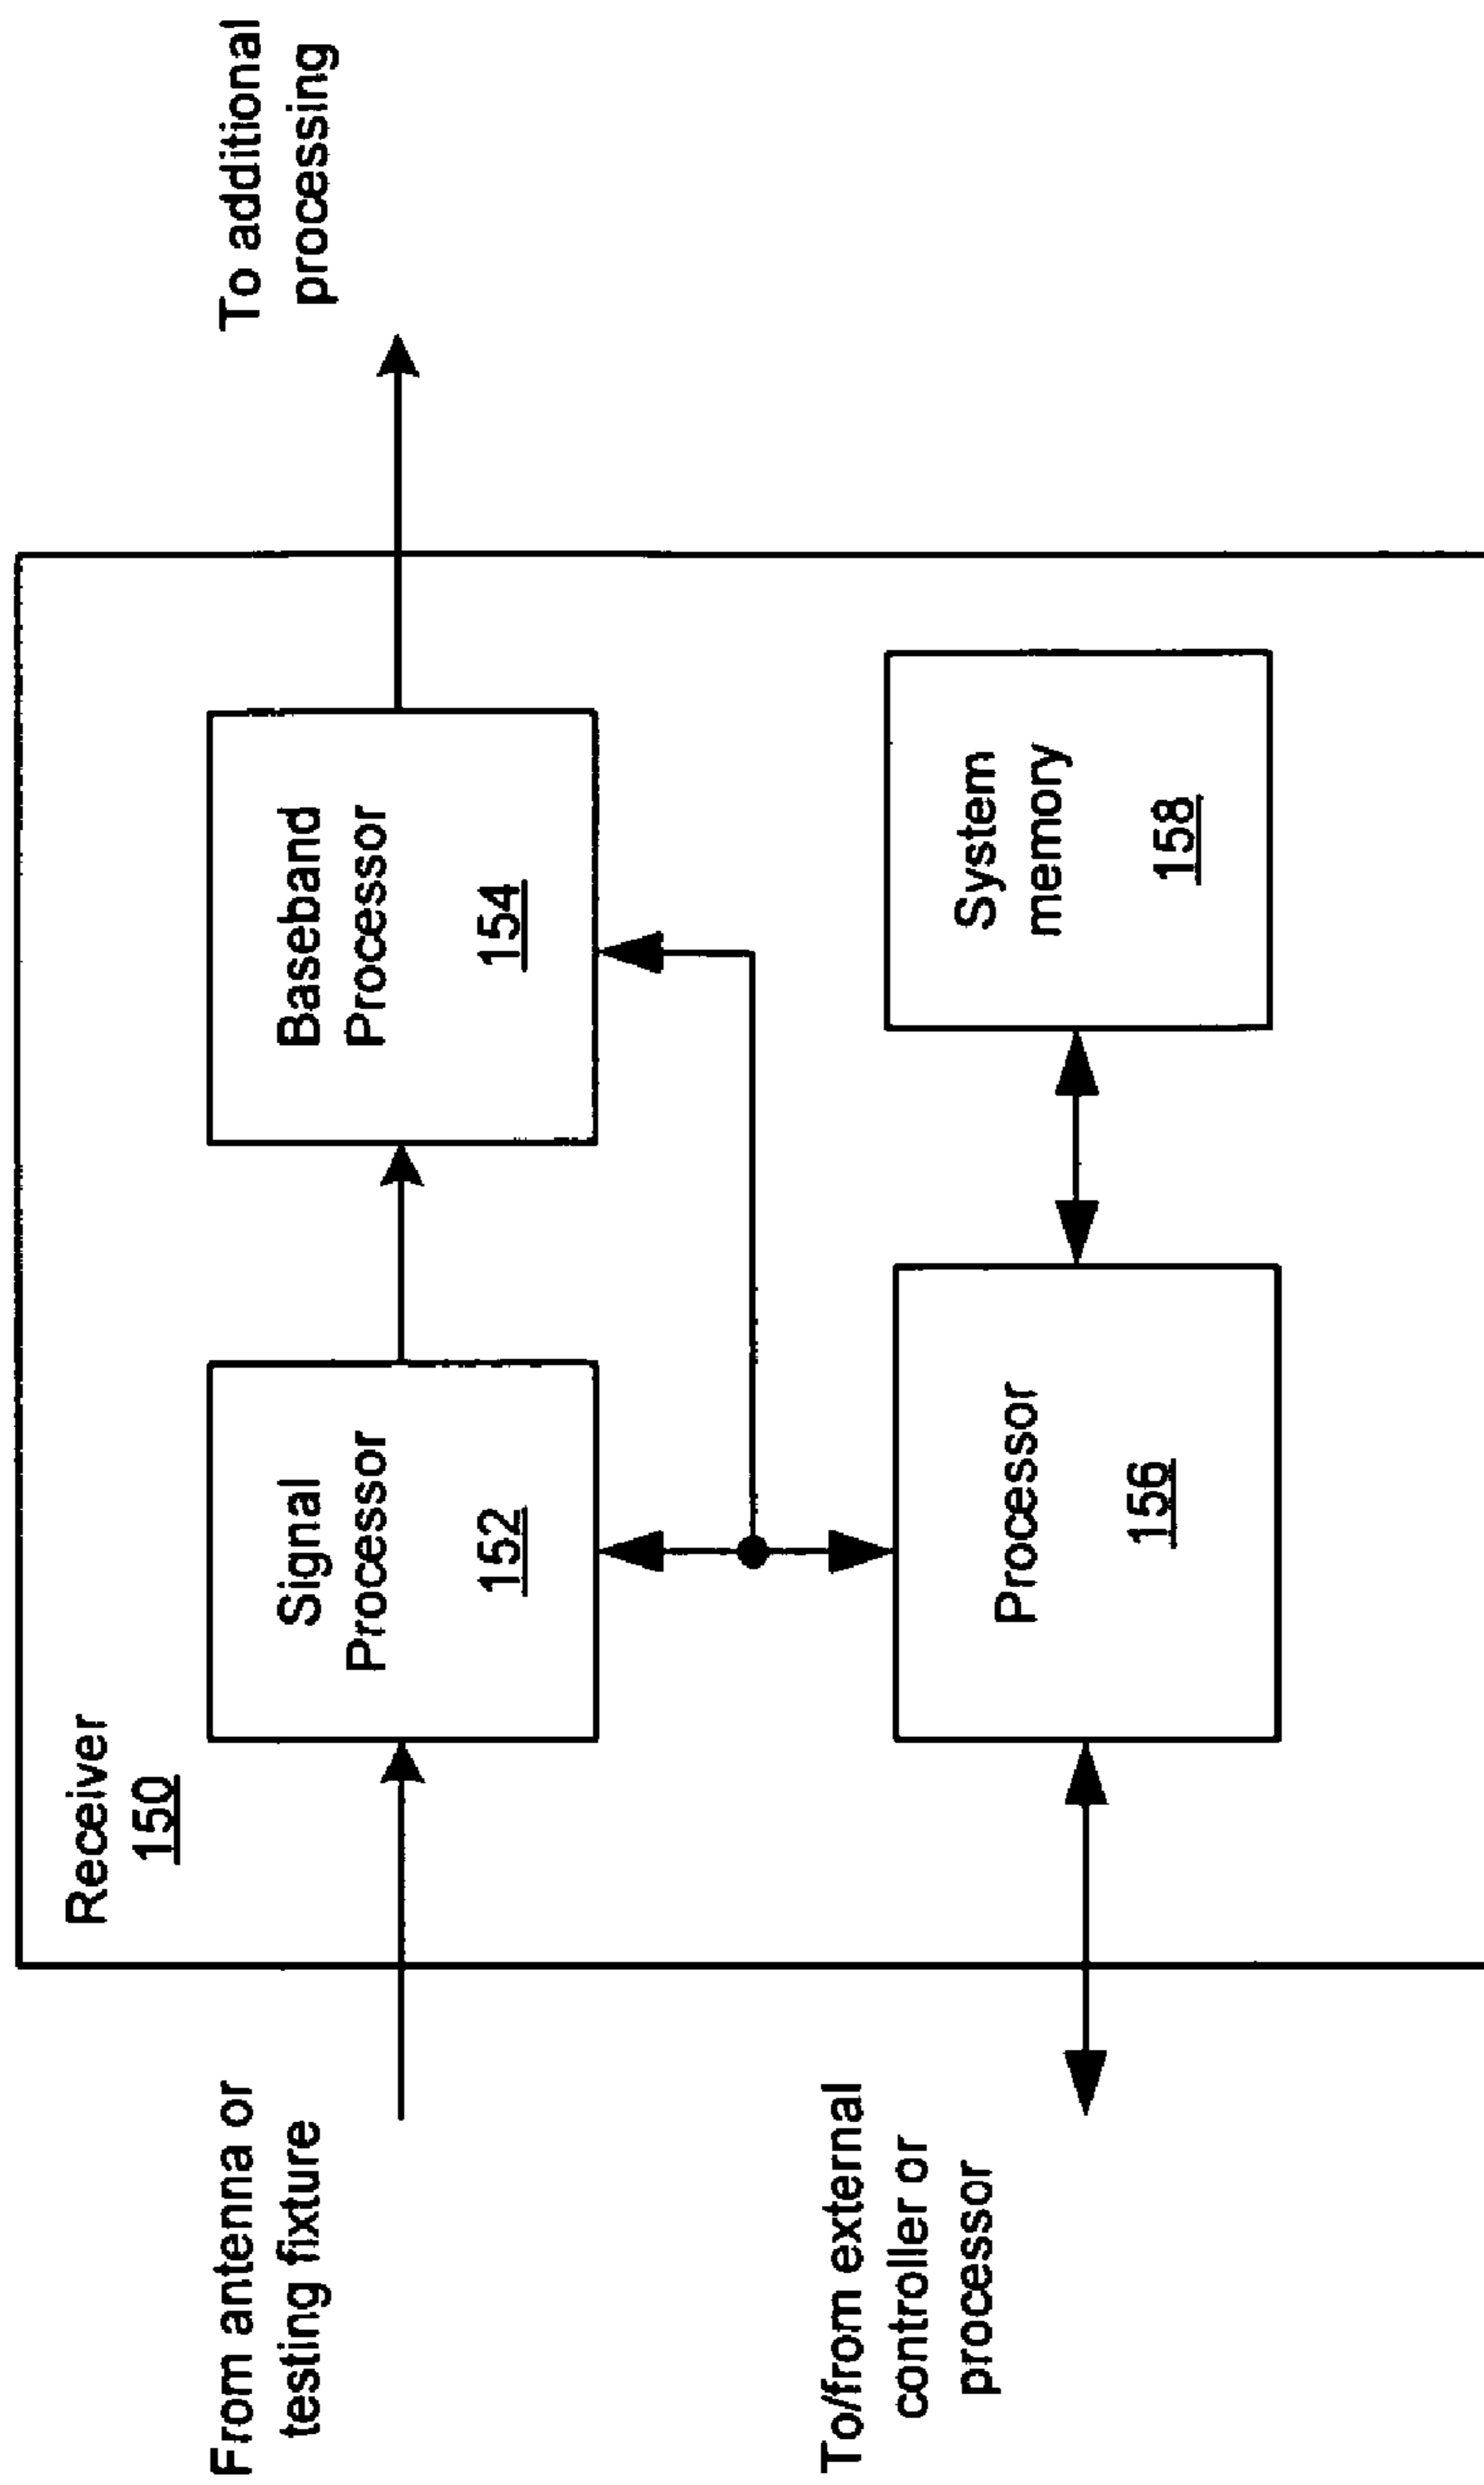 Receiver
150
From antenna or
testing fixture
Signal
Processor
152
Baseband
Processor
154
To additional
processing
To/from external
controller or
processor
Processor
156
System
memory
158